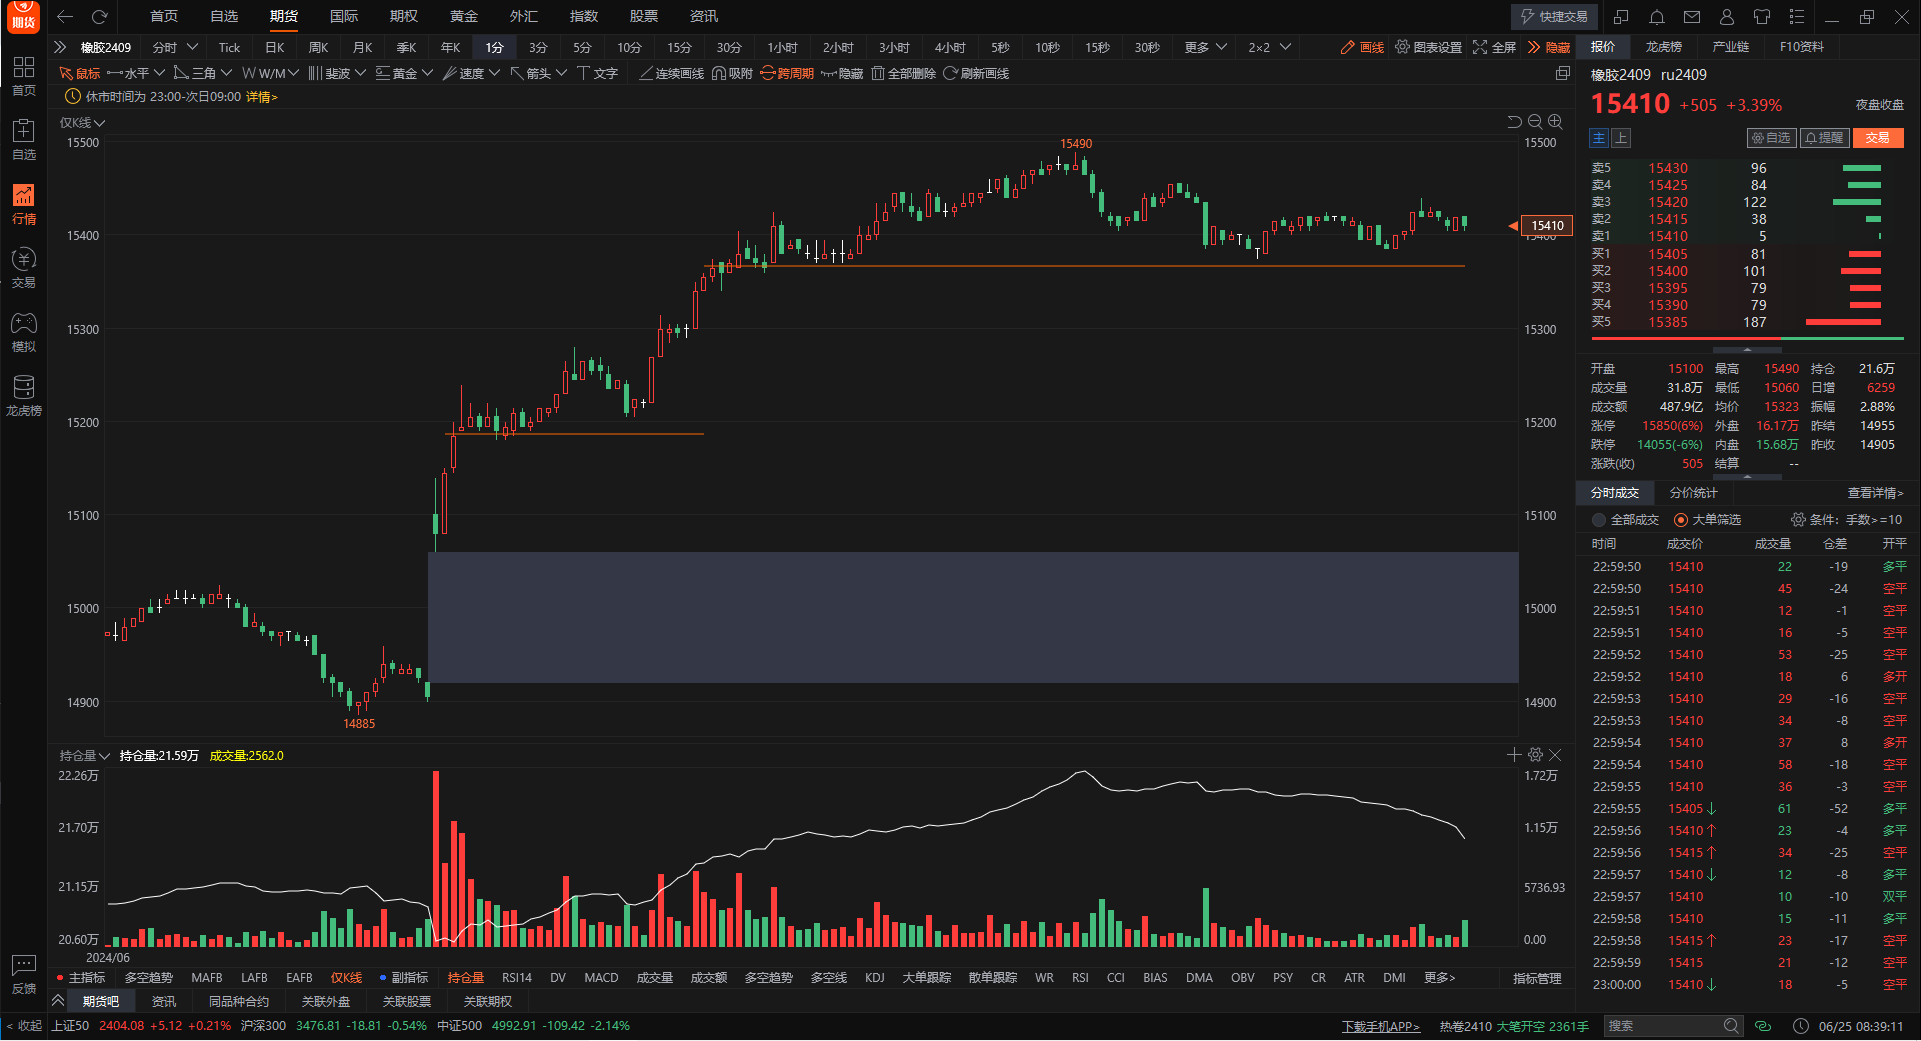 期货
首页 自选 期货 国际 期权 黄金 外汇 指数 股票 资讯 快捷交易
橡胶2409 分时 Tick 日K 周K 月K 季K 年K 1分 3分 5分 10分 15分 30分 1小时 2小时 3小时 4小时 5秒 10秒 15秒 30秒 更多 2×2 画线 图表设置 全屏 隐藏
鼠标 水平 三角 W/M 斐波 黄金 速度 箭头 文字 连续画线 吸附 跨周期 隐藏 全部删除 刷新画线
休市时间为 23:00-次日09:00 详情>
首页
自选
行情
交易
模拟
龙虎榜
反馈
< 收起
仅K线
15500
15400
15300
15200
15100
15000
14900
15490
14885
15500
15400
15410
15300
15200
15100
15000
14900
持仓量 持仓量:21.59万 成交量:2562.0
22.26万
21.70万
21.15万
20.60万
1.72万
1.15万
5736.93
0.00
2024/06
主指标 多空趋势 MAFB LAFB EAFB 仅K线 副指标 持仓量 RSI14 DV MACD 成交量 成交额 多空趋势 多空线 KDJ 大单跟踪 散单跟踪 WR RSI CCI BIAS DMA OBV PSY CR ATR DMI 更多> 指标管理
期货吧 资讯 同品种合约 关联外盘 关联股票 关联期权
报价 龙虎榜 产业链 F10资料
橡胶2409 ru2409
15410 +505 +3.39% 夜盘收盘
主 上 自选 提醒 交易
卖5 15430 96
卖4 15425 84
卖3 15420 122
卖2 15415 38
卖1 15410 5
买1 15405 81
买2 15400 101
买3 15395 79
买4 15390 79
买5 15385 187
开盘 15100 最高 15490 持仓 21.6万
成交量 31.8万 最低 15060 日增 6259
成交额 487.9亿 均价 15323 振幅 2.88%
涨停 15850(6%) 外盘 16.17万 昨结 14955
跌停 14055(-6%) 内盘 15.68万 昨收 14905
涨跌(收) 505 结算 --
分时成交 分价统计 查看详情>
全部成交 大单筛选 条件: 手数>=10
时间 成交价 成交量 仓差 开平
22:59:50 15410 22 -19 多平
22:59:50 15410 45 -24 空平
22:59:51 15410 12 -1 空平
22:59:51 15410 16 -5 空平
22:59:52 15410 53 -25 空平
22:59:52 15410 18 6 多开
22:59:53 15410 29 -16 空平
22:59:53 15410 34 -8 空平
22:59:54 15410 37 8 多开
22:59:54 15410 58 -18 空平
22:59:55 15410 36 -3 空平
22:59:55 15405↓ 61 -52 多平
22:59:56 15410↑ 23 -4 多平
22:59:56 15415↑ 34 -25 空平
22:59:57 15410↓ 12 -8 多平
22:59:57 15410 10 -10 双平
22:59:58 15410 15 -11 多平
22:59:58 15415↑ 23 -17 空平
22:59:59 15415 21 -12 空平
23:00:00 15410↓ 18 -5 空平
上证50 2404.08 +5.12 +0.21% 沪深300 3476.81 -18.81 -0.54% 中证500 4992.91 -109.42 -2.14% 下载手机APP> 热卷2410 大笔开空 2361手 搜索 06/25 08:39:11